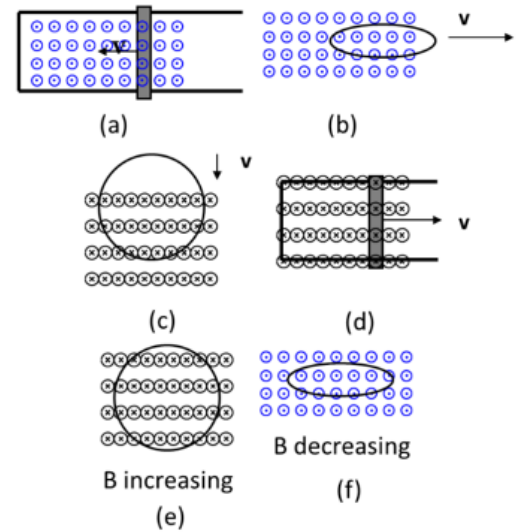 v
v
(a)
(b)
v
v
(c)
(d)
B increasing
B decreasing
(e)
(f)